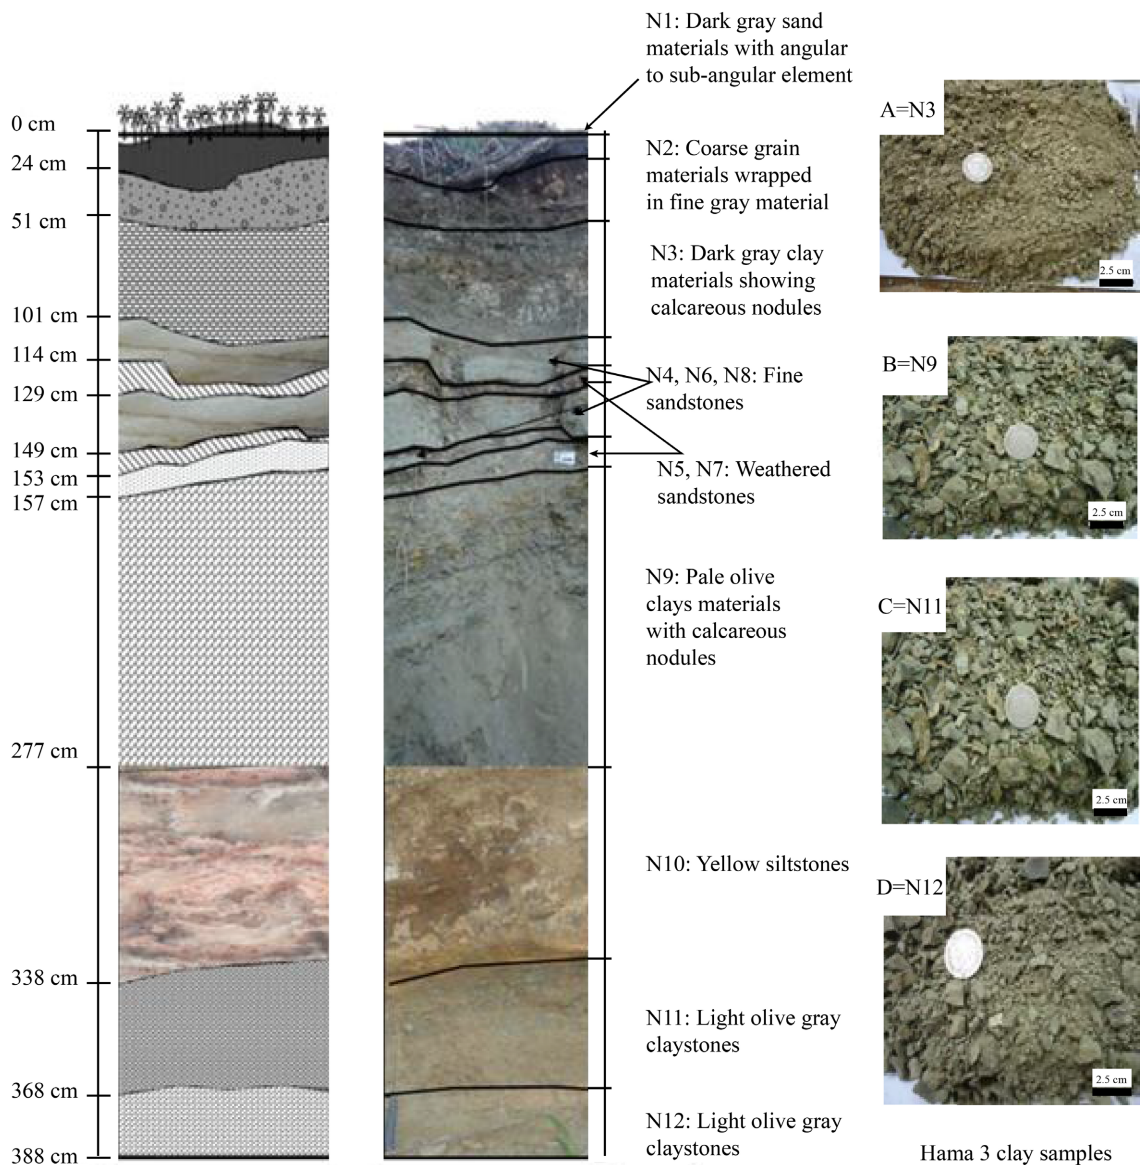 0 cm
24 cm
51 cm
101 cm
114 cm
129 cm
149 cm
153 cm
157 cm
277 cm
338 cm
368 cm
388 cm
N1: Dark gray sand
materials with angular
to sub-angular element
N2: Coarse grain
materials wrapped
in fine gray material
N3: Dark gray clay
materials showing
calcareous nodules
N4, N6, N8: Fine
sandstones
N5, N7: Weathered
sandstones
N9: Pale olive
clays materials
with calcareous
nodules
N10: Yellow siltstones
N11: Light olive gray
claystones
N12: Light olive gray
claystones
A=N3
2.5 cm
B=N9
2.5 cm
C=N11
2.5 cm
D=N12
2.5 cm
Hama 3 clay samples